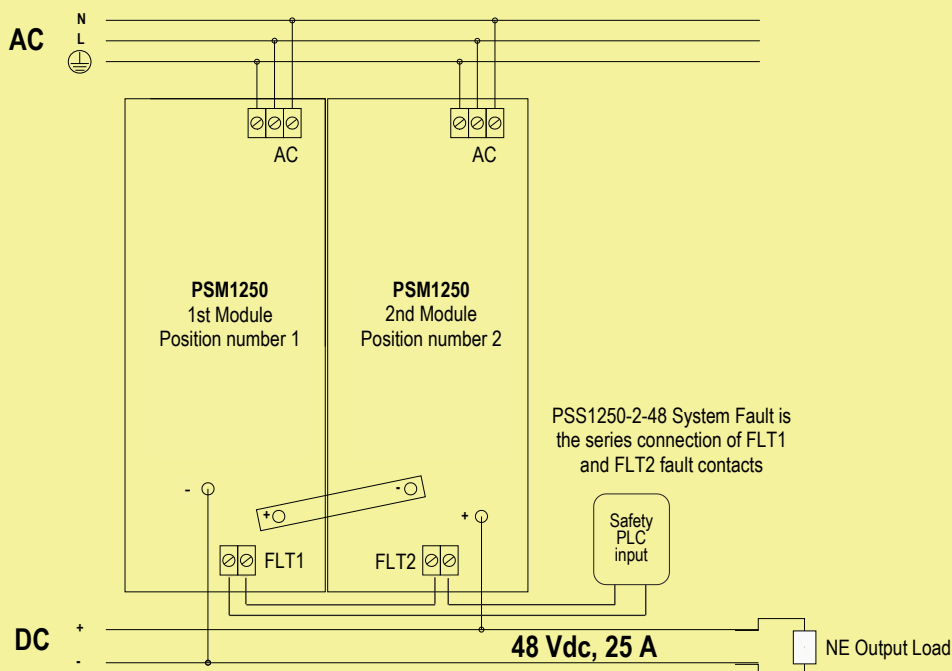 N
AC L
AC
AC
PSM1250
1st Module
Position number 1
PSM1250
2nd Module
Position number 2
PSS1250-2-48 System Fault is
the series connection of FLT1
and FLT2 fault contacts
-
-
+
+
Safety
PLC
input
FLT1
FLT2
DC +
-
48 Vdc, 25 A
NE Output Load